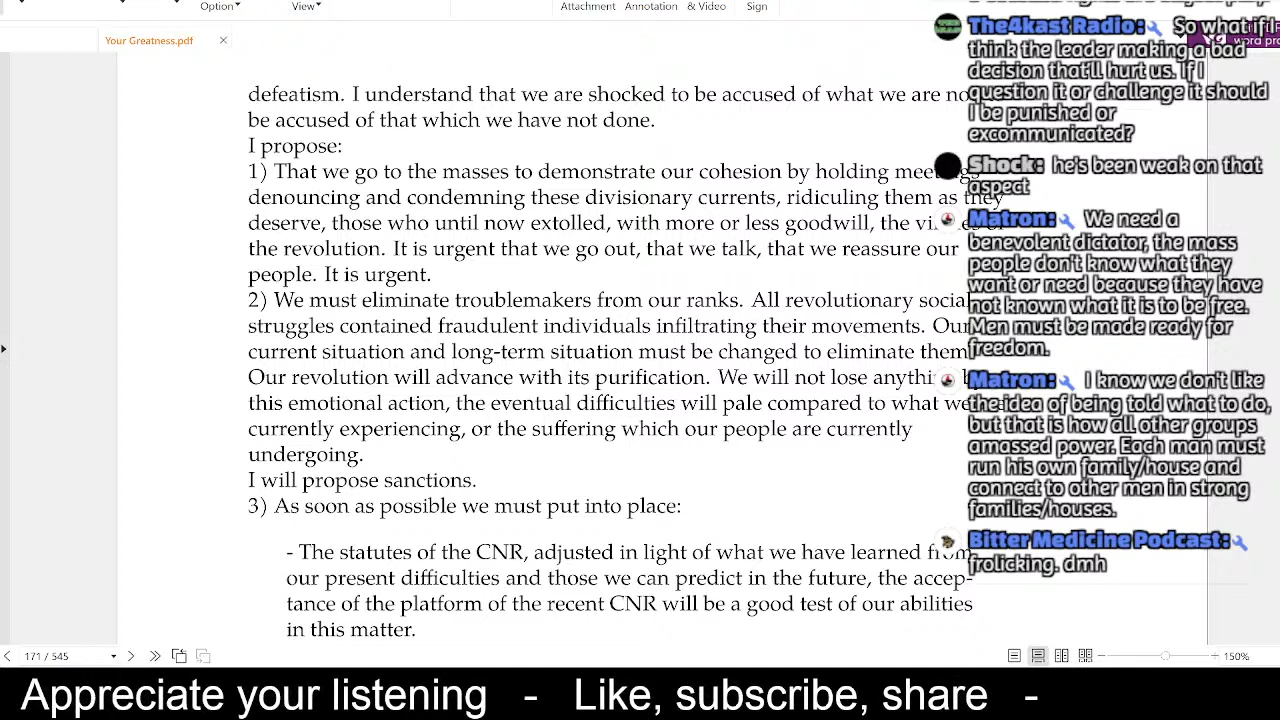 Option View Attachment Annotation & Video Sign
Your Greatness.pdf
defeatism. I understand that we are shocked to be accused of what we are
be accused of that which we have not done.
I propose:
1) That we go to the masses to demonstrate our cohesion by holding meetings
denouncing and condemning these divisionary currents, ridiculing them as they
deserve, those who until now extolled, with more or less goodwill, the
the revolution. It is urgent that we go out, that we talk, that we reassure our
people. It is urgent.
2) We must eliminate troublemakers from our ranks. All revolutionary social
struggles contained fraudulent individuals infiltrating their movements. Our
current situation and long-term situation must be changed to eliminate them
Our revolution will advance with its purification. We will not lose
this emotional action, the eventual difficulties will pale compared to what we
currently experiencing, or the suffering which our people are currently
undergoing.
I will propose sanctions.
3) As soon as possible we must put into place:
- The statutes of the CNR, adjusted in light of what we have learned from
our present difficulties and those we can predict in the future, the accep-
tance of the platform of the recent CNR will be a good test of our abilities
in this matter.
The4kast Radio: So what if I
think the leader making a bad
decision that'll hurt us. If I
question it or challenge it should
I be punished or
excommunicated?
Shock: he's been weak on that
aspect
Matron: We need a
benevolent dictator, the mass
people don't know what they
want or need because they have
not known what it is to be free.
Men must be made ready for
freedom.
Matron: I know we don't like
the idea of being told what to do,
but that is how all other groups
amassed power. Each man must
run his own family/house and
connect to other men in strong
families/houses.
Bitter Medicine Podcast:
frolicking. dmh
171 / 545
150%
Appreciate your listening - Like, subscribe, share -